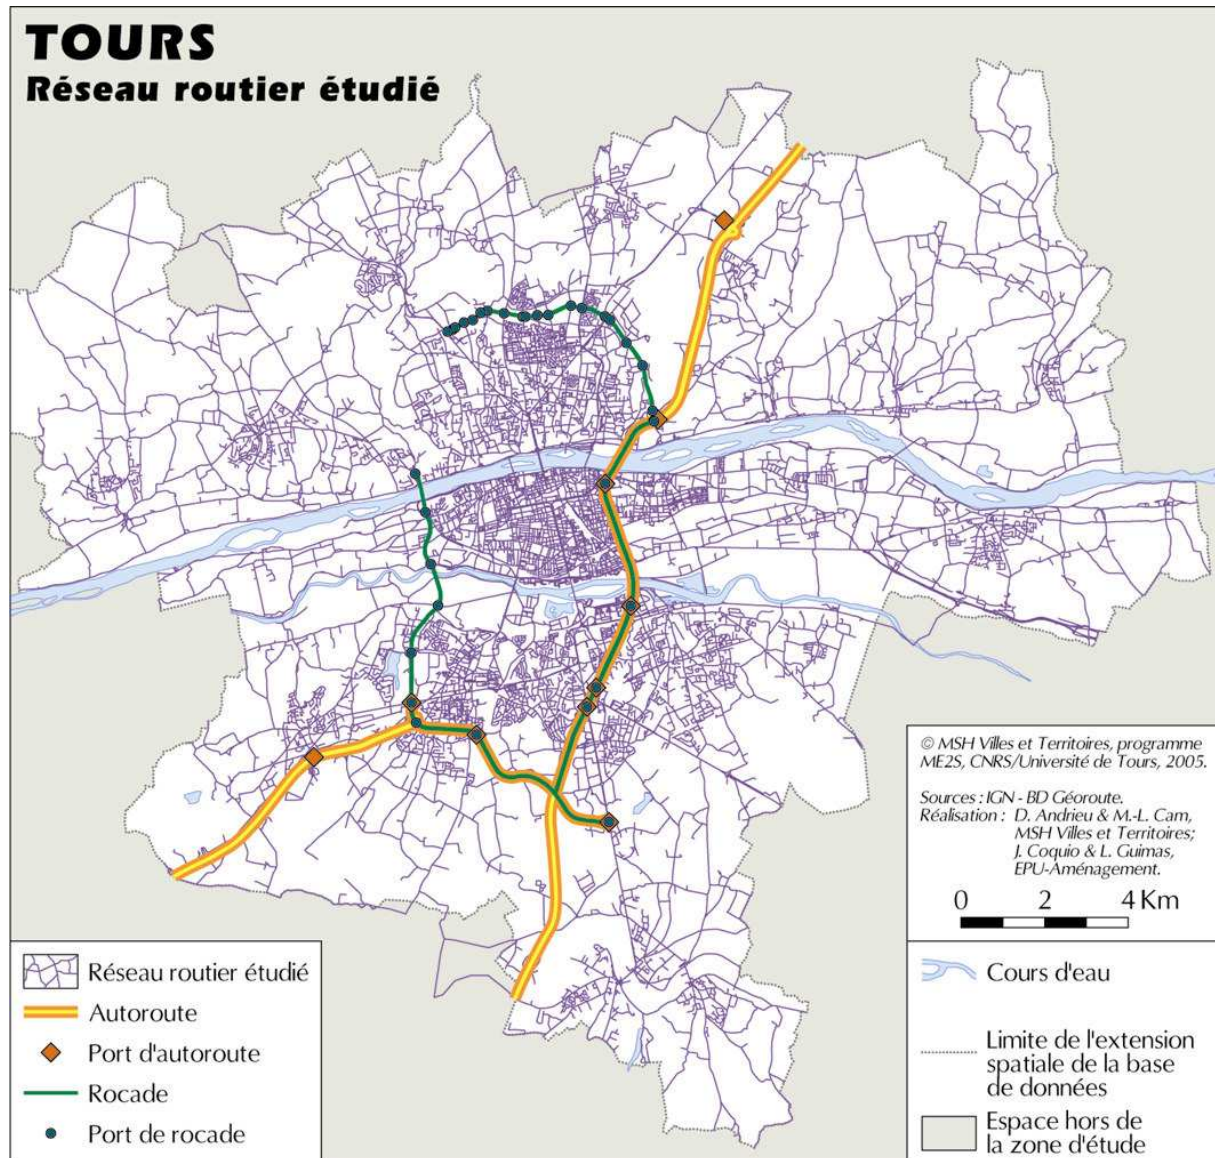 TOURS
Réseau routier étudié
© MSH Villes et Territoires, programme
ME2S, CNRS/Université de Tours, 2005.
Sources : IGN - BD Géoroute.
Réalisation : D. Andrieu & M.-L. Cam,
MSH Villes et Territoires;
J. Coquio & L. Guimas,
EPU-Aménagement.
0 2 4 Km
Réseau routier étudié
Autoroute
Port d'autoroute
Rocade
Port de rocade
Cours d'eau
Limite de l'extension
spatiale de la base
de données
Espace hors de
la zone d'étude